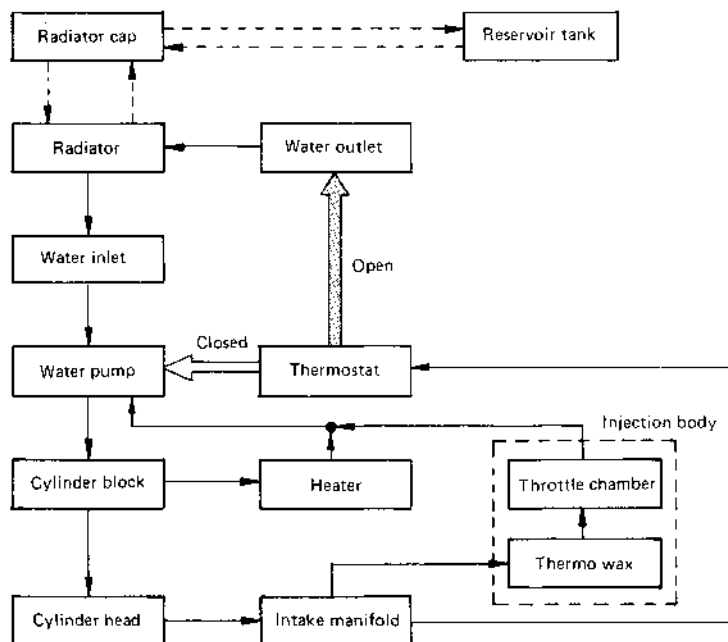 Radiator cap
Reservoir tank
Radiator
Water outlet
Water inlet
Open
Closed
Water pump
Thermostat
Injection body
Cylinder block
Heater
Throttle chamber
Thermo wax
Cylinder head
Intake manifold